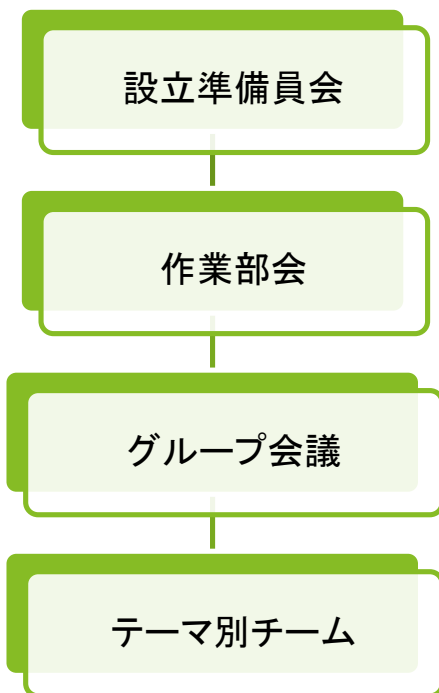 設立準備員会
作業部会
グループ会議
テーマ別チーム